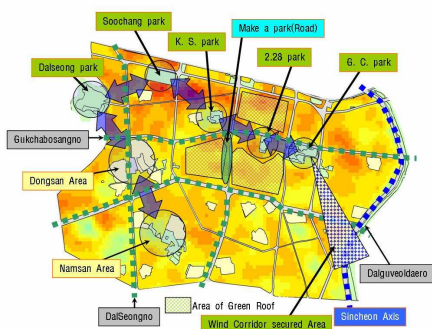 Soochang park
K. S. park
Make a park(Road)
Dalseong park
2.28 park
G. C. park
Gukchabosangno
Dongsan Area
Namsan Area
Dalguveoldaero
Area of Green Roof
DalSeongno
Wind Corridor secured Area
Sincheon Axis